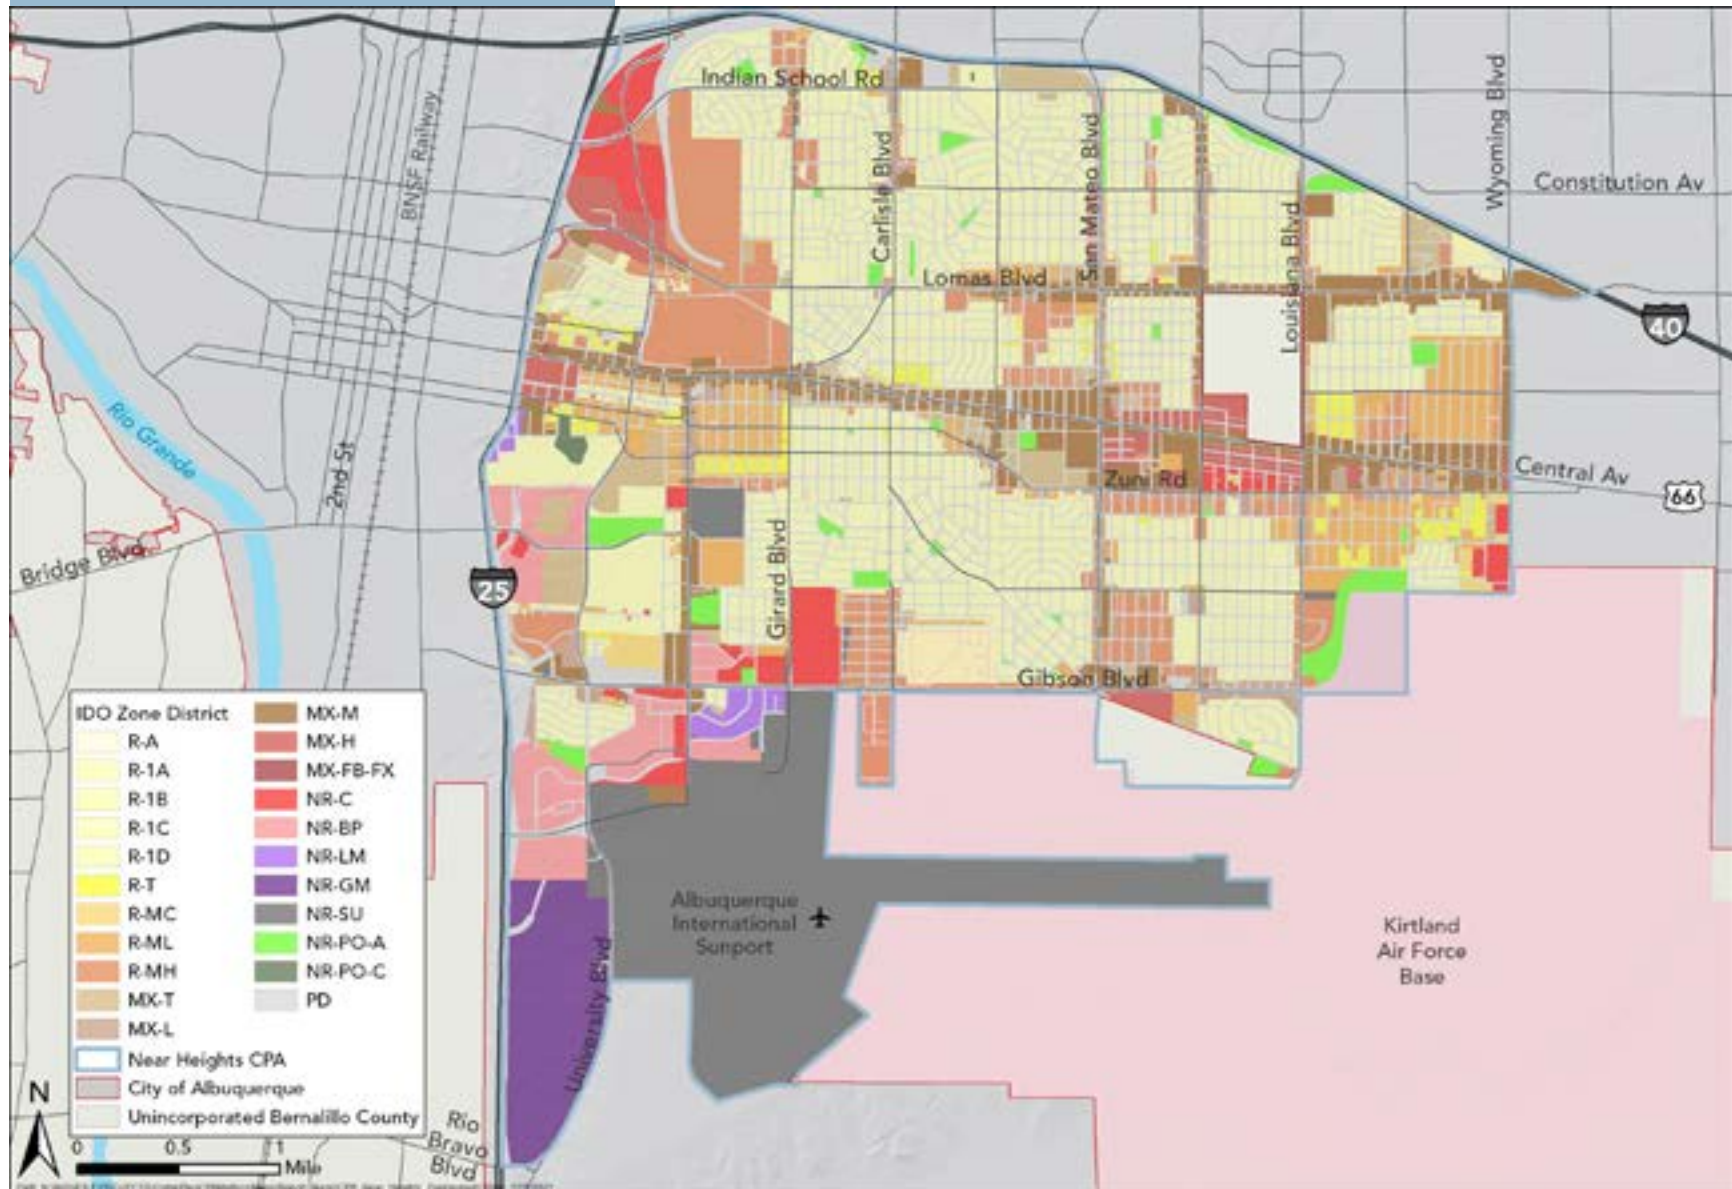 Indian School Rd
Wyoming Blvd
BNSF Railway
Carlisle Blvd
San Mateo Blvd
Constitution Av
Louisiana Blvd
Lomas Blvd
40
Rio Grande
2nd St
Zuni Rd
Central Av
66
Bridge Blvd
25
Girard Blvd
Gibson Blvd
IDO Zone District
R-A
R-1A
R-1B
R-1C
R-1D
R-T
R-MC
R-ML
R-MH
MX-T
MX-L
MX-M
MX-H
MX-FB-FX
NR-C
NR-BP
NR-LM
NR-GM
NR-SU
NR-PO-A
NR-PO-C
PD
Near Heights CPA
City of Albuquerque
Unincorporated Bernalillo County
Albuquerque
International
Sunport
Kirtland
Air Force
Base
University Blvd
N
0 0.5 1
Mile
Rio
Bravo
Blvd